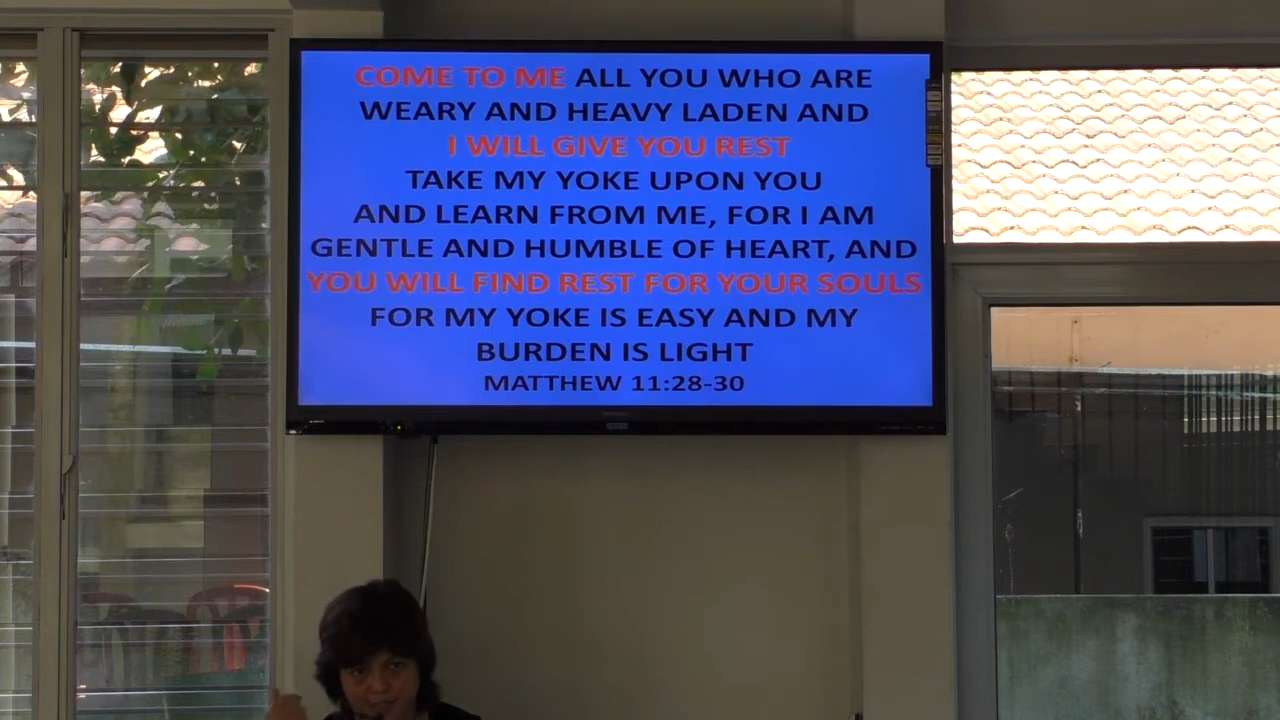 COME TO ME ALL YOU WHO ARE
WEARY AND HEAVY LADEN AND
I WILL GIVE YOU REST
TAKE MY YOKE UPON YOU
AND LEARN FROM ME, FOR I AM
GENTLE AND HUMBLE OF HEART, AND
YOU WILL FIND REST FOR YOUR SOULS
FOR MY YOKE IS EASY AND MY
BURDEN IS LIGHT
MATTHEW 11:28-30